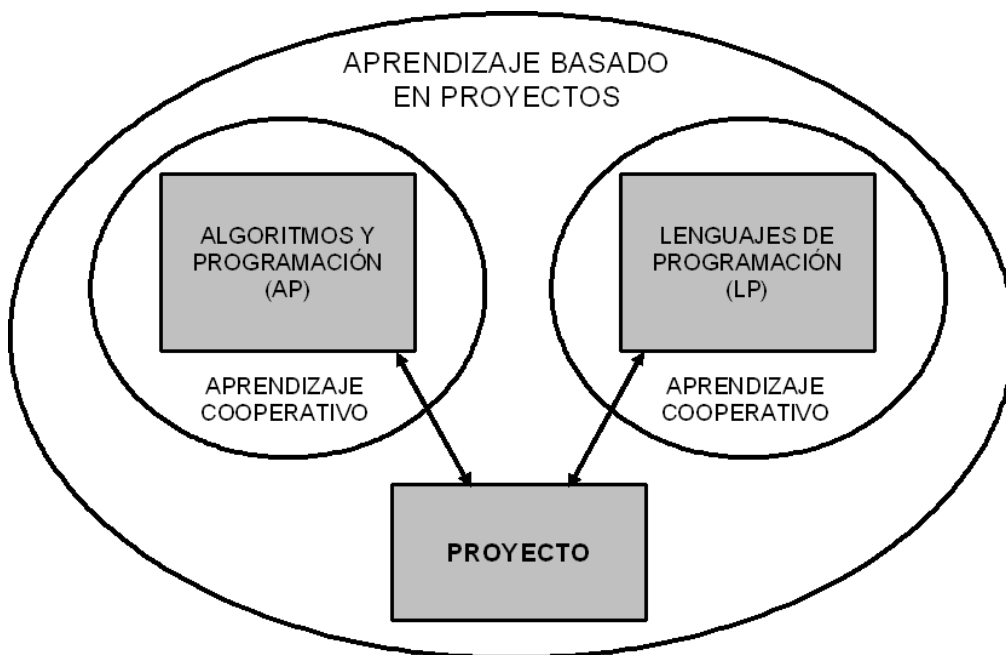 APRENDIZAJE BASADO
EN PROYECTOS
ALGORITMOS Y
PROGRAMACIÓN
(AP)
APRENDIZAJE
COOPERATIVO
LENGUAJES DE
PROGRAMACIÓN
(LP)
APRENDIZAJE
COOPERATIVO
PROYECTO